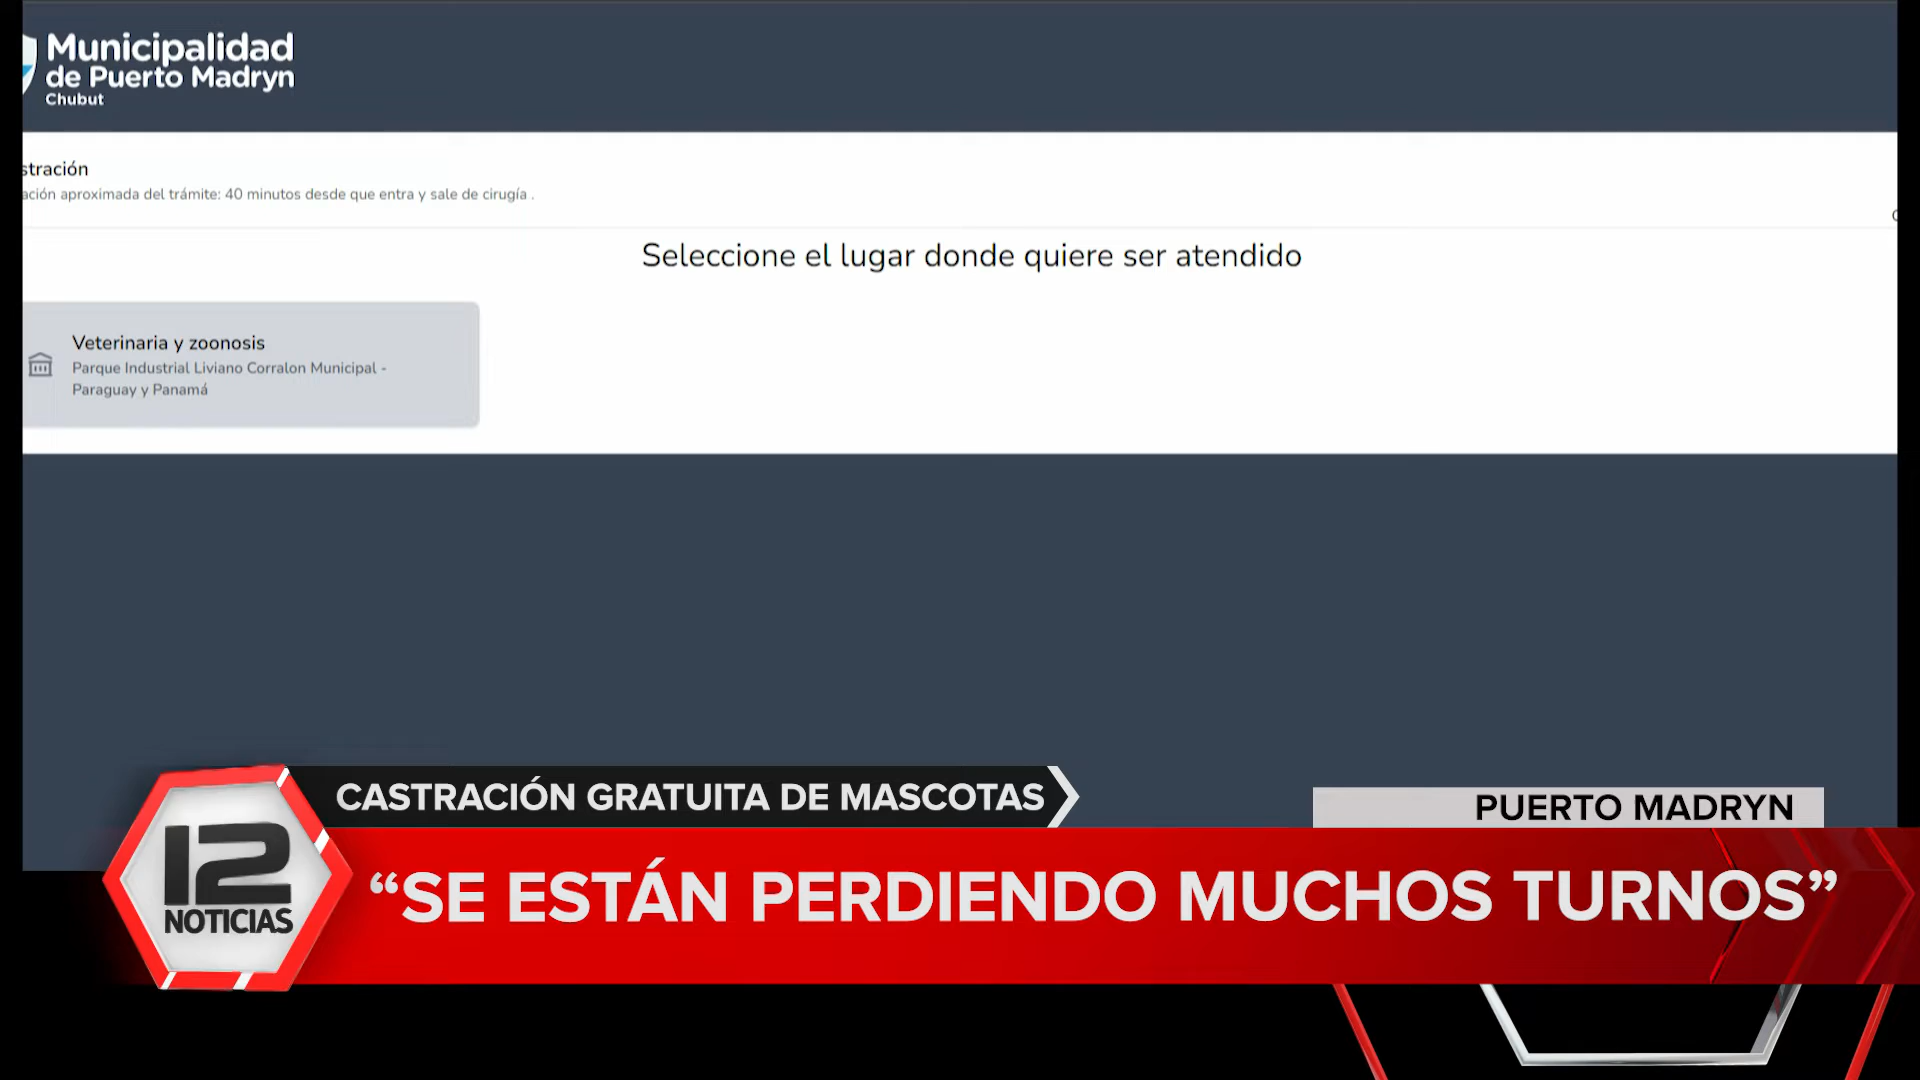 Municipalidad
de Puerto Madryn
Chubut
stración
ación aproximada del trámite: 40 minutos desde que entra y sale de cirugía .
Seleccione el lugar donde quiere ser atendido
Veterinaria y zoonosis
Parque Industrial Liviano Corralon Municipal -
Paraguay y Panamá
CASTRACIÓN GRATUITA DE MASCOTAS
PUERTO MADRYN
“SE ESTÁN PERDIENDO MUCHOS TURNOS”
12
NOTICIAS